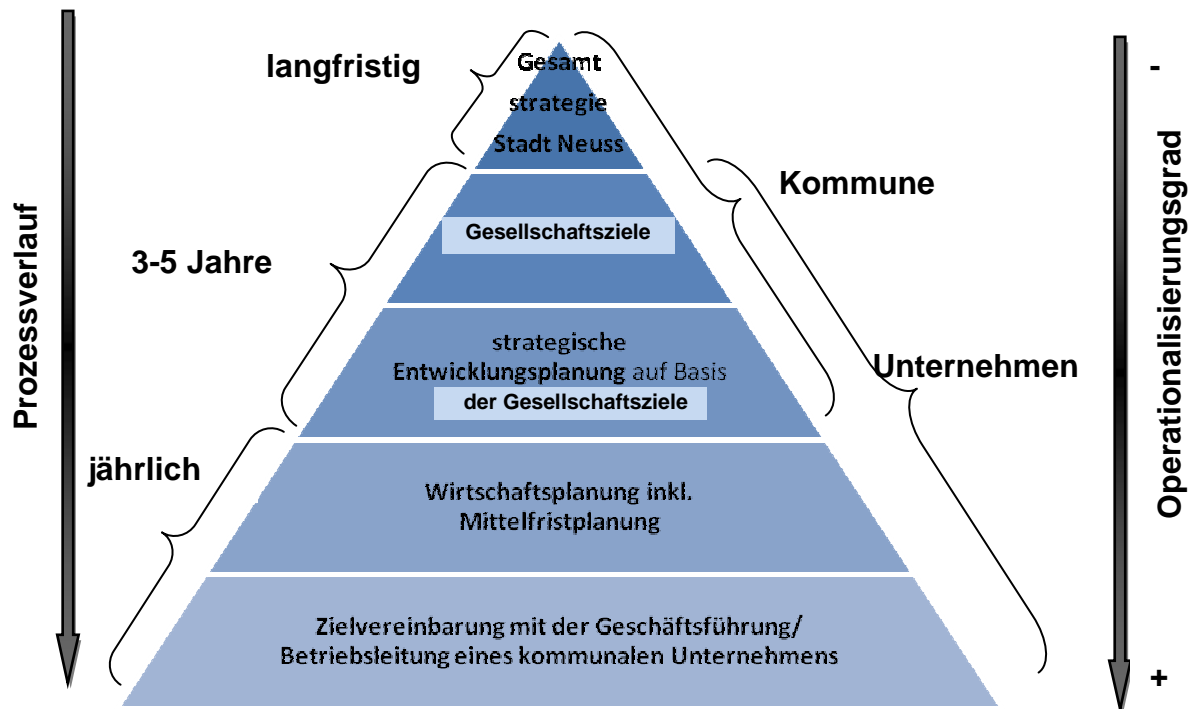 langfristig
Gesamt
strategie
Stadt Neuss
-
Kommune
Gesellschaftsziele
3-5 Jahre
Prozessverlauf
Operationalisierungsgrad
strategische
Entwicklungsplanung auf Basis
der Gesellschaftsziele
Unternehmen
jährlich
Wirtschaftsplanung inkl.
Mittelfristplanung
Zielvereinbarung mit der Geschäftsführung/
Betriebsleitung eines kommunalen Unternehmens
+